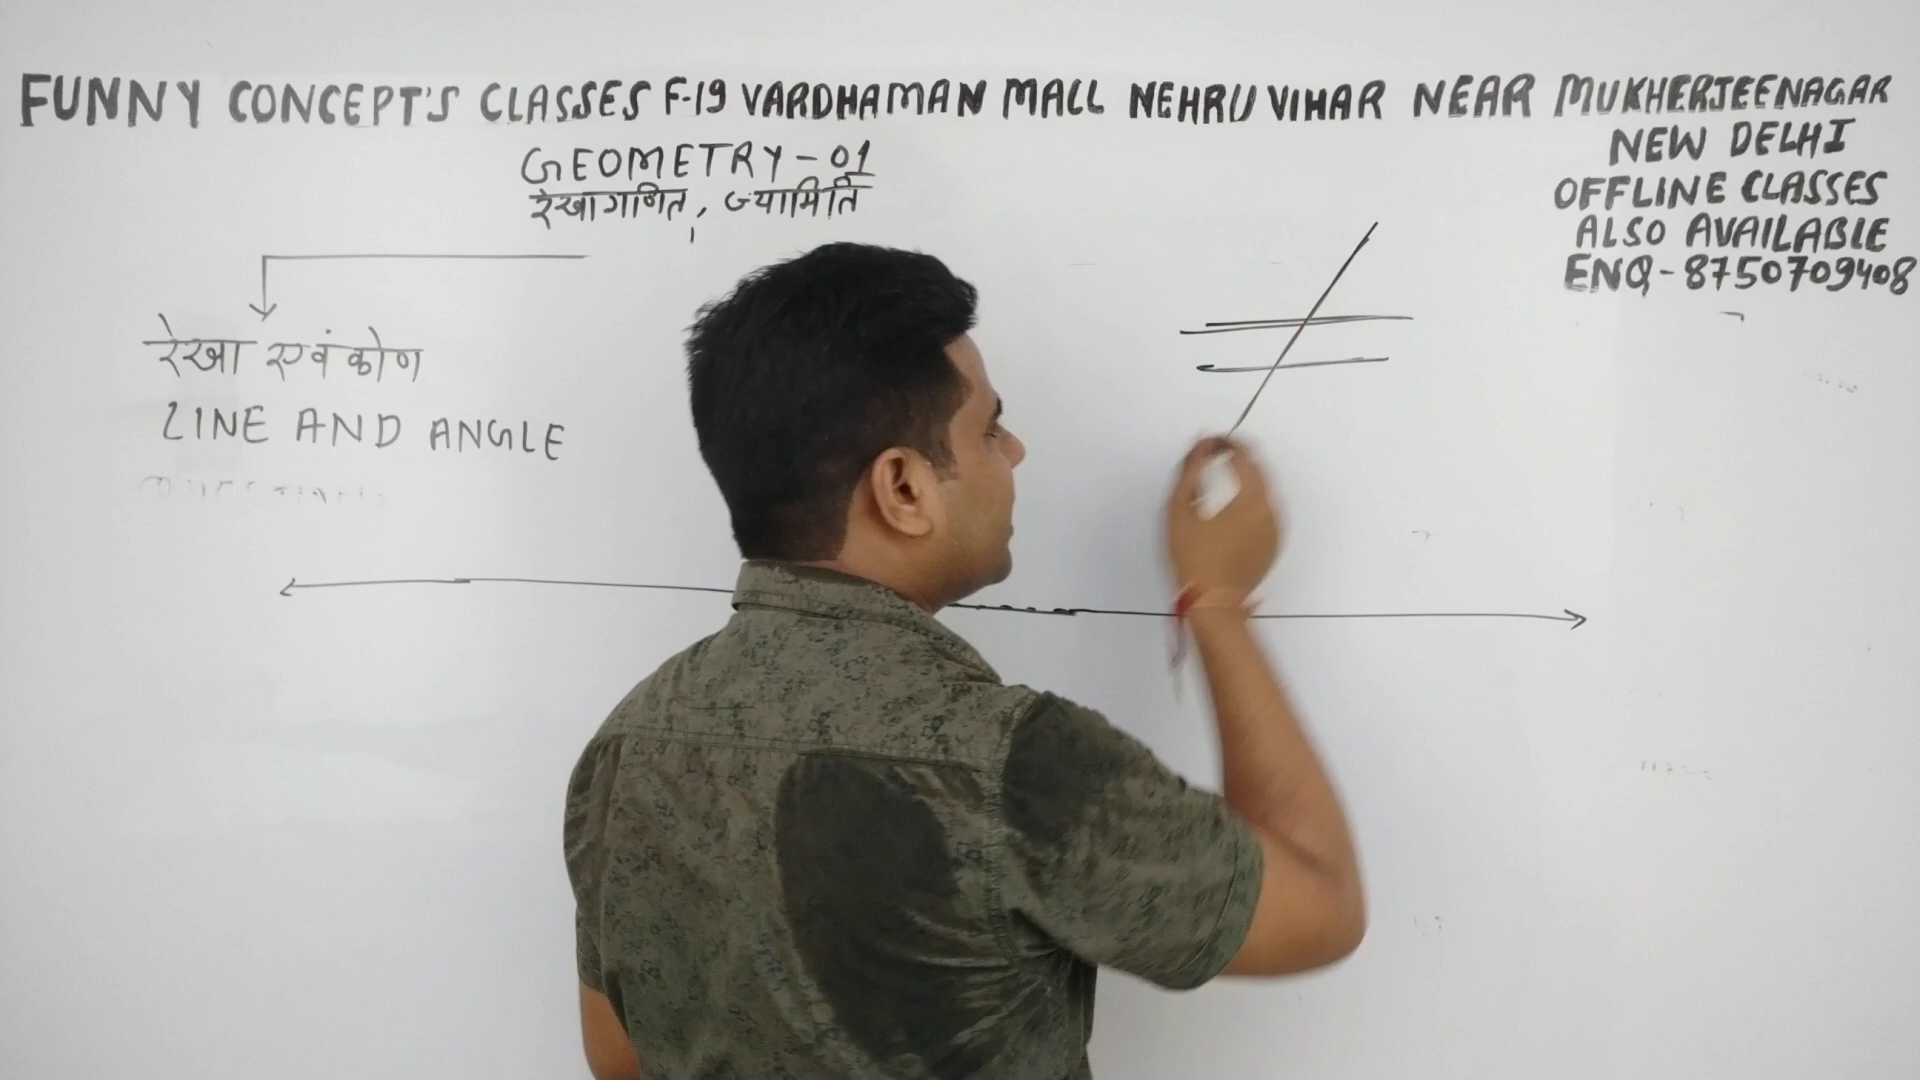 FUNNY CONCEPT'S CLASSES F-19 VARDHAMAN MALL NEHRU VIHAR NEAR MUKHERJEENAGAR
NEW DELHI
OFFLINE CLASSES
ALSO AVAILABLE
ENQ-8750709408
GEOMETRY-01
रेखागणित, ज्यामिति
रेखा एवं कोण
LINE AND ANGLE